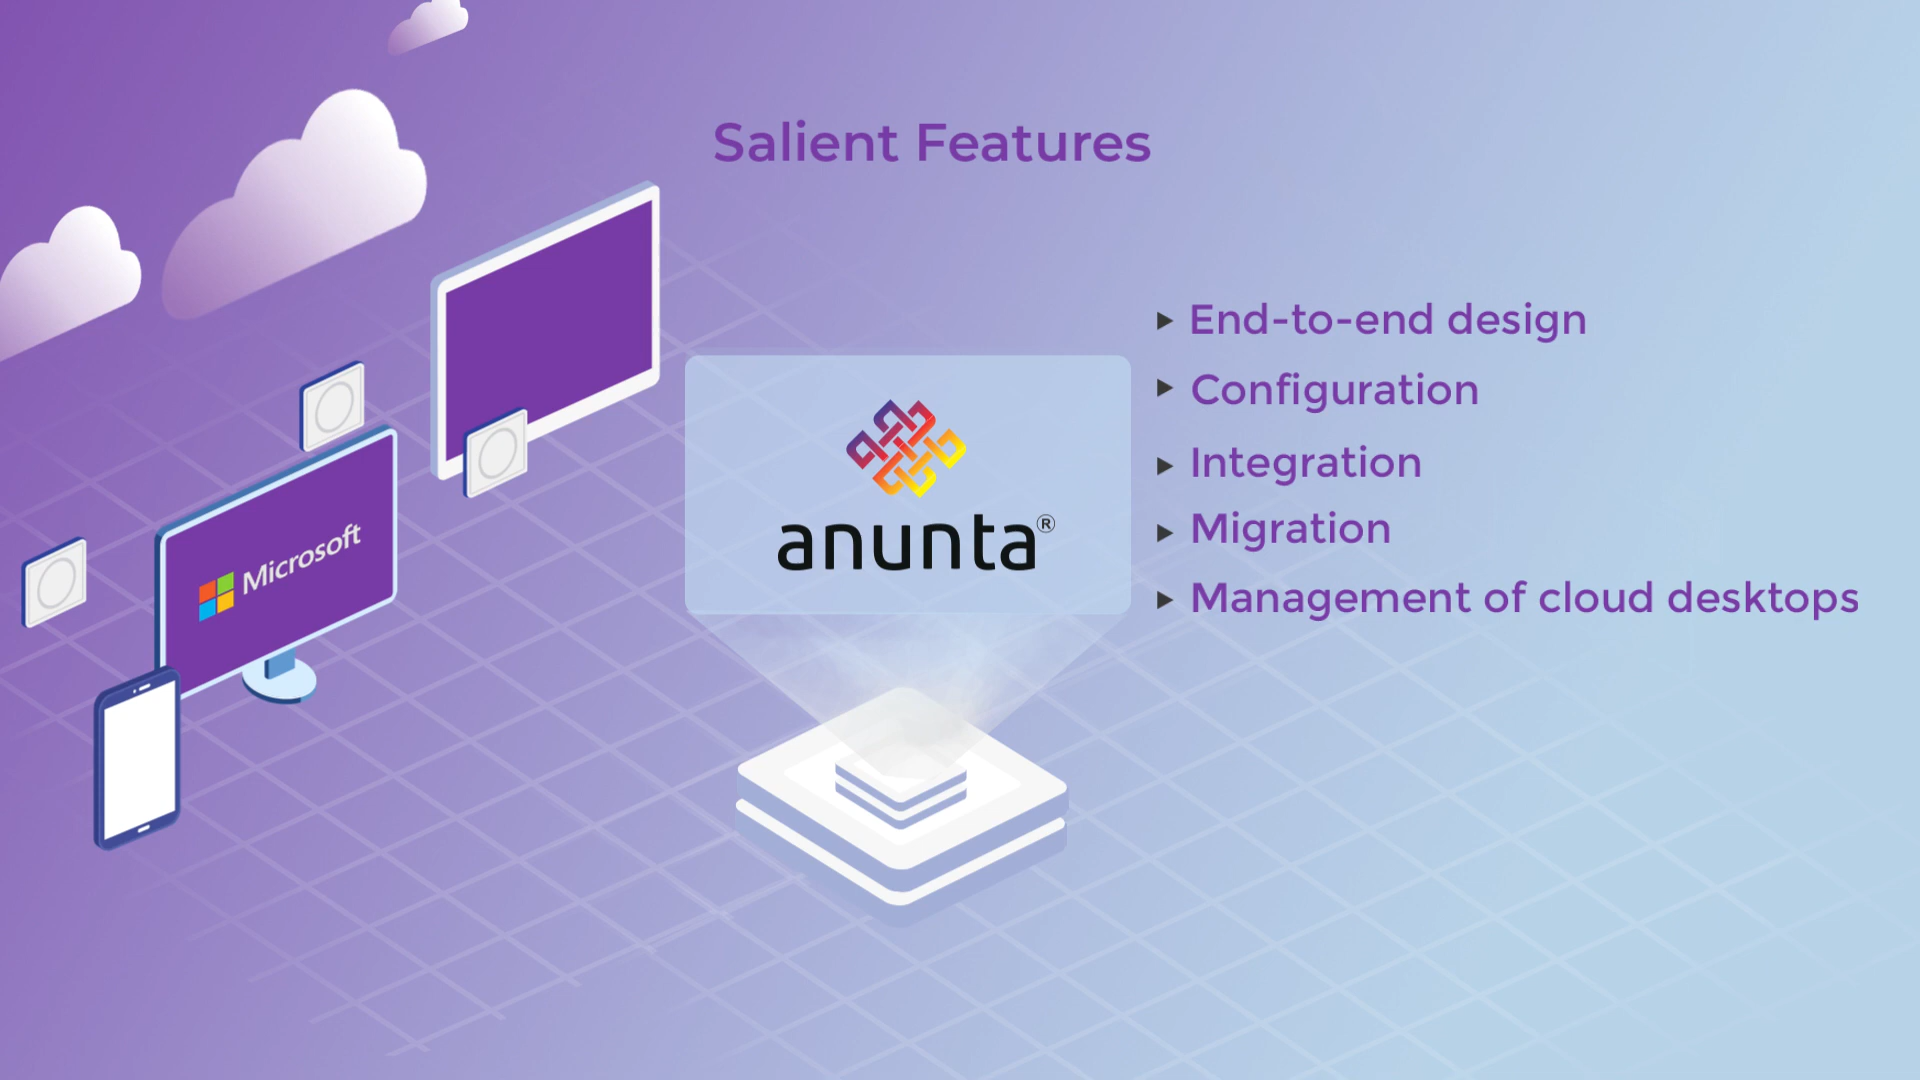 Salient Features
End-to-end design
Configuration
Integration
Migration
Management of cloud desktops
anunta®
Microsoft